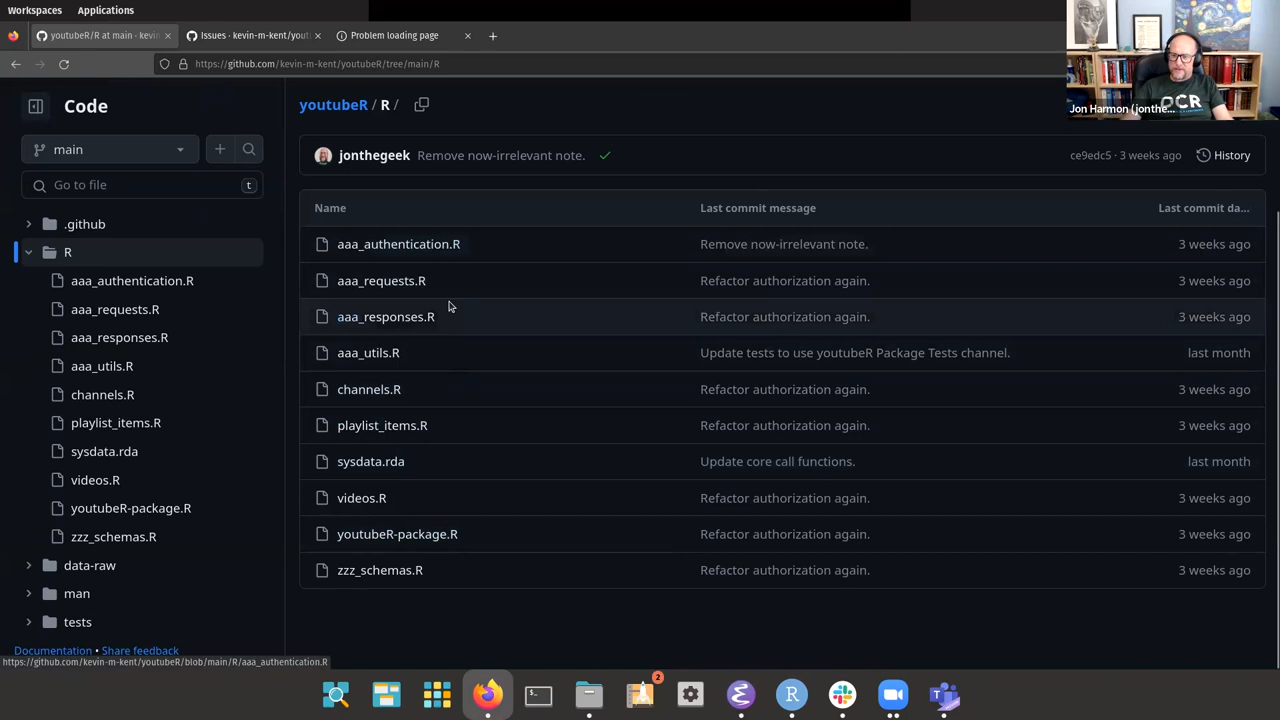 Workspaces Applications
youtubeR/R at main · kevin- Issues · kevin-m-kent/yout Problem loading page
https://github.com/kevin-m-kent/youtubeR/tree/main/R
OCR
Jon Harmon (jonthe...
Code
youtubeR / R /
main
jonthegeek Remove now-irrelevant note. ce9edc5 · 3 weeks ago History
Go to file t
Name Last commit message Last commit da...
.github
R
aaa_authentication.R Remove now-irrelevant note. 3 weeks ago
aaa_requests.R Refactor authorization again. 3 weeks ago
aaa_responses.R Refactor authorization again. 3 weeks ago
aaa_utils.R Update tests to use youtubeR Package Tests channel. last month
channels.R Refactor authorization again. 3 weeks ago
playlist_items.R Refactor authorization again. 3 weeks ago
sysdata.rda Update core call functions. last month
videos.R Refactor authorization again. 3 weeks ago
youtubeR-package.R Refactor authorization again. 3 weeks ago
zzz_schemas.R Refactor authorization again. 3 weeks ago
aaa_authentication.R
aaa_requests.R
aaa_responses.R
aaa_utils.R
channels.R
playlist_items.R
sysdata.rda
videos.R
youtubeR-package.R
zzz_schemas.R
data-raw
man
tests
Documentation • Share feedback
https://github.com/kevin-m-kent/youtubeR/blob/main/R/aaa_authentication.R
2
R